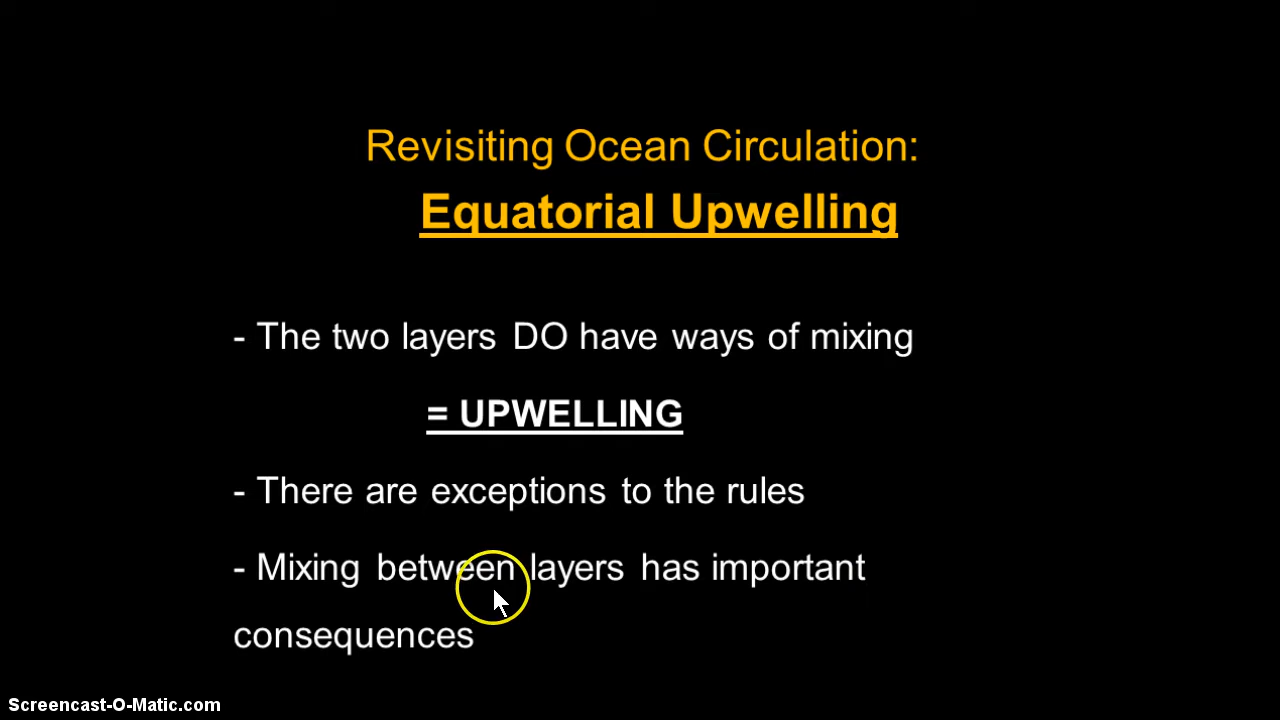 Revisiting Ocean Circulation:
Equatorial Upwelling
- The two layers DO have ways of mixing
= UPWELLING
- There are exceptions to the rules
- Mixing between layers has important
consequences
Screencast-O-Matic.com